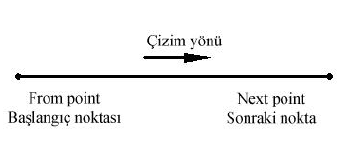 Çizim yönü
From point
Başlangıç noktası
Next point
Sonraki nokta